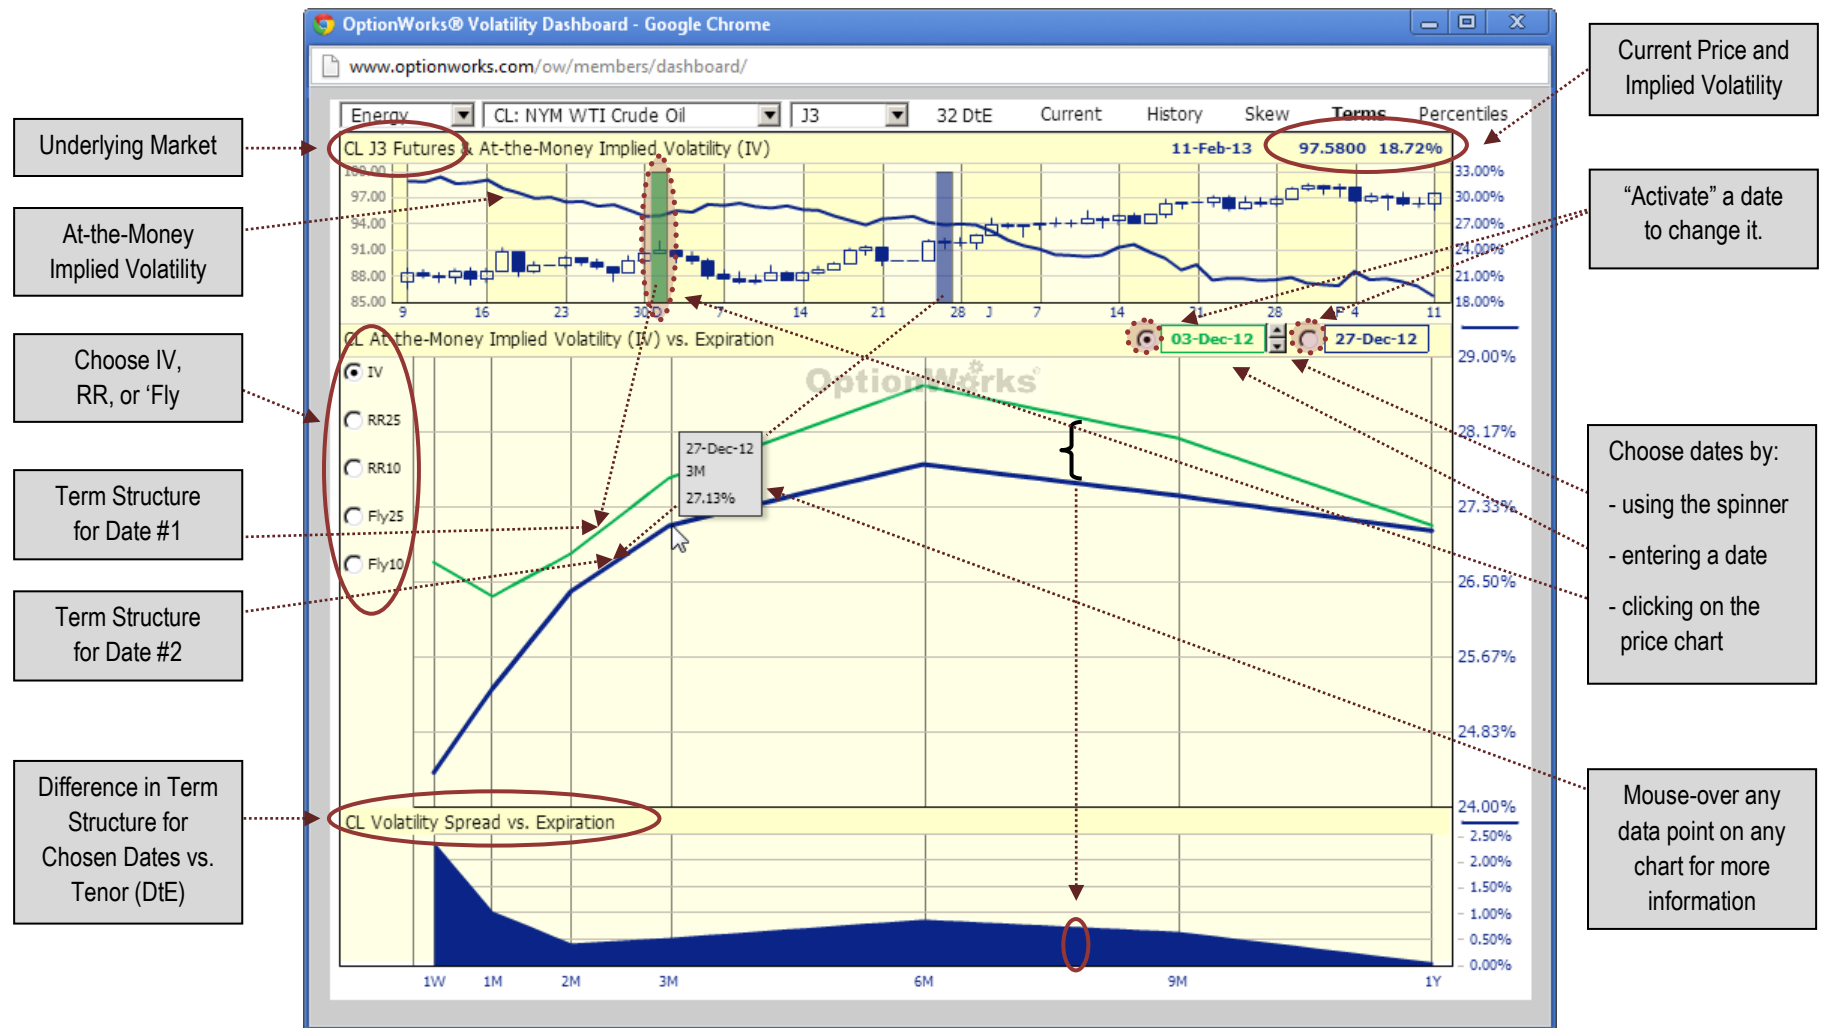 OptionWorks® Volatility Dashboard - Google Chrome
www.optionworks.com/ow/members/dashboard/
Energy
CL: NYM WTI Crude Oil
J3
32 DtE
Current
History
Skew
Terms
Percentiles
CL J3 Futures & At-the-Money Implied Volatility (IV)
11-Feb-13
97.5800 18.72%
100.00
97.00
94.00
91.00
88.00
85.00
33.00%
30.00%
27.00%
24.00%
21.00%
18.00%
9
16
23
30
D
7
14
21
28
J
7
14
21
28
F
4
11
CL At-the-Money Implied Volatility (IV) vs. Expiration
03-Dec-12
27-Dec-12
IV
RR25
RR10
Fly25
Fly10
OptionWorks
27-Dec-12
3M
27.13%
29.00%
28.17%
27.33%
26.50%
25.67%
24.83%
24.00%
CL Volatility Spread vs. Expiration
2.50%
2.00%
1.50%
1.00%
0.50%
0.00%
1W
1M
2M
3M
6M
9M
1Y
Underlying Market
At-the-Money
Implied Volatility
Choose IV,
RR, or ‘Fly
Term Structure
for Date #1
Term Structure
for Date #2
Difference in Term
Structure for
Chosen Dates vs.
Tenor (DtE)
Current Price and
Implied Volatility
“Activate” a date
to change it.
Choose dates by:
- using the spinner
- entering a date
- clicking on the
price chart
Mouse-over any
data point on any
chart for more
information